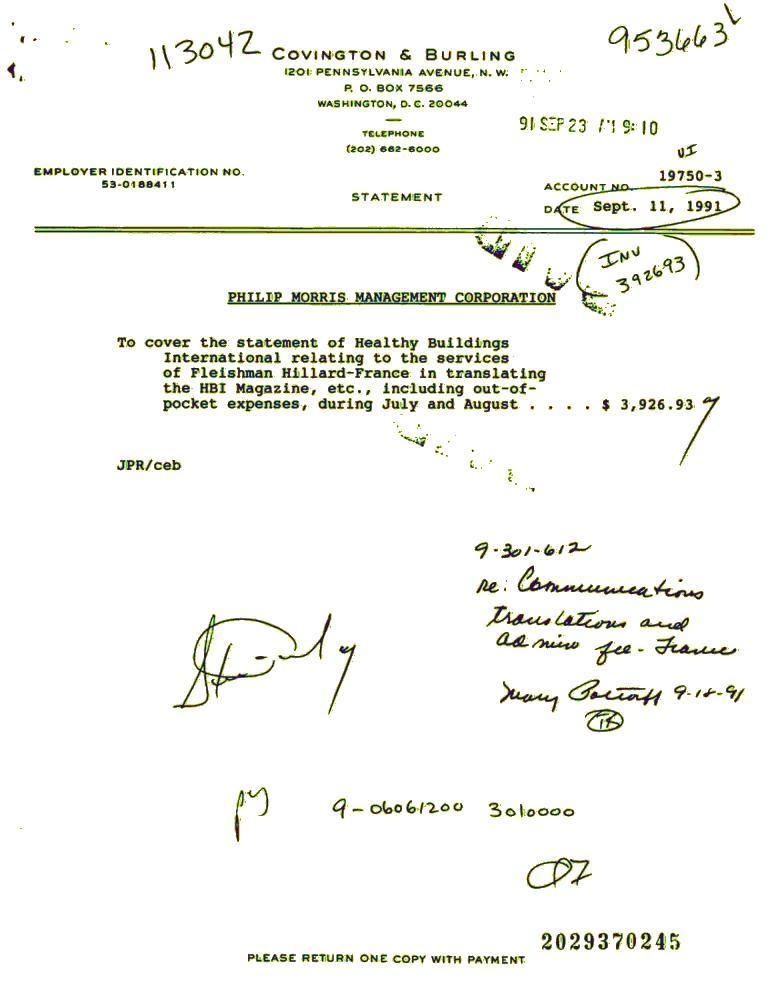 113042
953663
COVINGTON & BURLING
1201 PENNSYLVANIA AVENUE, N. W.
P. O. BOX 7566
WASHINGTON, D. C. 20044
TELEPHONE
(202) 662-6000
91 SEP 23 9:10
VI
EMPLOYER IDENTIFICATION NO.
53-0188411
STATEMENT
ACCOUNT NO. 19750-3
DATE Sept. 11, 1991
INV
392693
PHILIP MORRIS MANAGEMENT CORPORATION
To cover the statement of Healthy Buildings
International relating to the services
of Fleishman Hillard-France in translating
the HBI Magazine, etc., including out-of-
pocket expenses, during July and August . . . . $ 3,926.93
JPR/ceb
9-301-612
re: Communications
translations and
admin fee - France
Mary 9-18-91
9-06061200 3010000
2029370245
PLEASE RETURN ONE COPY WITH PAYMENT